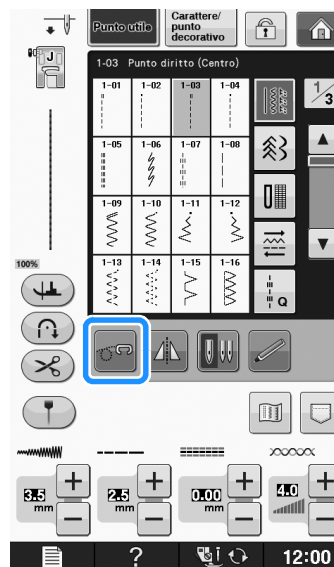 Punto utile
Carattere/
punto
decorativo
J
1-03 Punto diritto (Centro)
1/3
1-01 1-02 1-03 1-04
1-05 1-06 1-07 1-08
1-09 1-10 1-11 1-12
1-13 1-14 1-15 1-16
Q
100%
3.5 mm
2.5 mm
0.00 mm
4.0
?
12:00